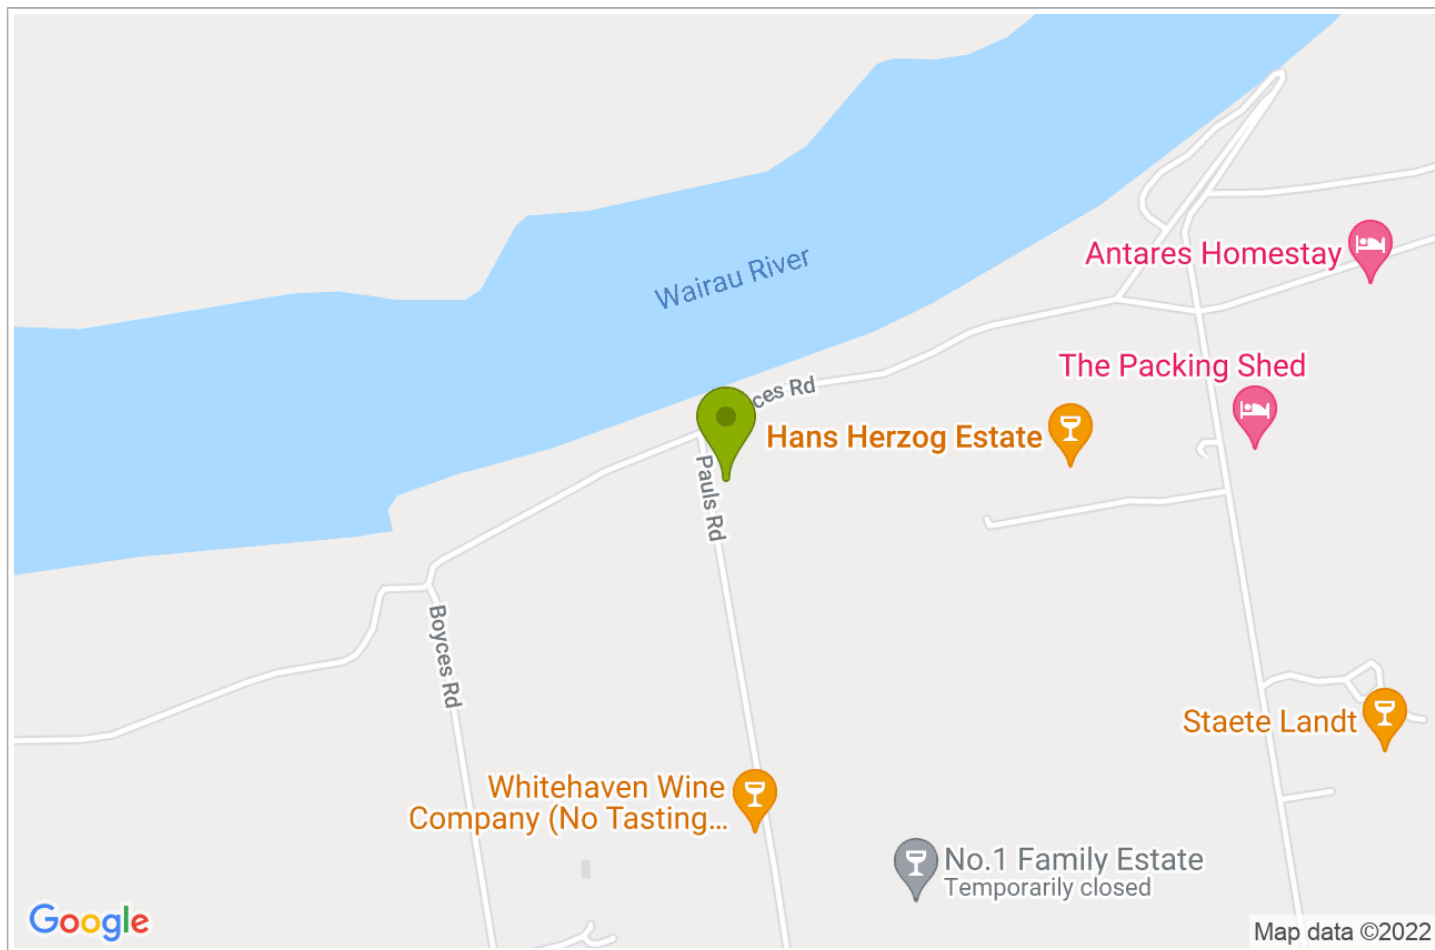 Wairau River
Antares Homestay
The Packing Shed
ces Rd
Hans Herzog Estate
Pauls Rd
Boyces Rd
Staete Landt
Whitehaven Wine
Company (No Tasting...
No.1 Family Estate
Temporarily closed
Google
Map data ©2022